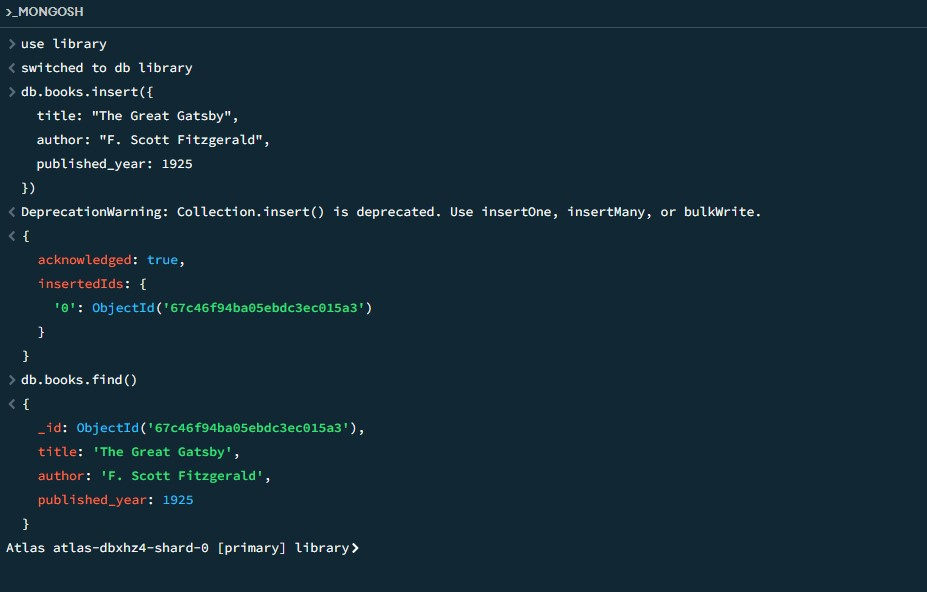 >_MONGOSH
> use library
< switched to db library
> db.books.insert({
    title: "The Great Gatsby",
    author: "F. Scott Fitzgerald",
    published_year: 1925
  })
< DeprecationWarning: Collection.insert() is deprecated. Use insertOne, insertMany, or bulkWrite.
< {
    acknowledged: true,
    insertedIds: {
      '0': ObjectId('67c46f94ba05ebdc3ec015a3')
    }
  }
> db.books.find()
< {
    _id: ObjectId('67c46f94ba05ebdc3ec015a3'),
    title: 'The Great Gatsby',
    author: 'F. Scott Fitzgerald',
    published_year: 1925
  }
Atlas atlas-dbxhz4-shard-0 [primary] library>